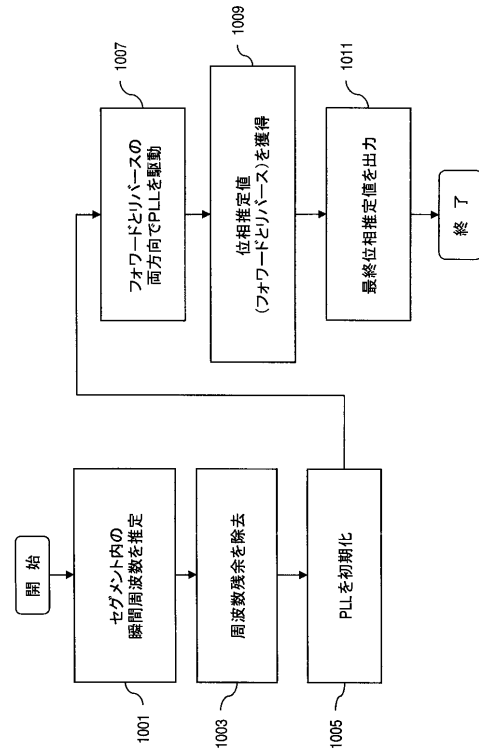 開 始
セグメント内の
瞬間周波数を推定
1001
周波数残余を除去
1003
PLLを初期化
1005
フォワードとリバースの
両方向でPLLを駆動
1007
位相推定値
(フォワードとリバース)を獲得
1009
最終位相推定値を出力
1011
終 了